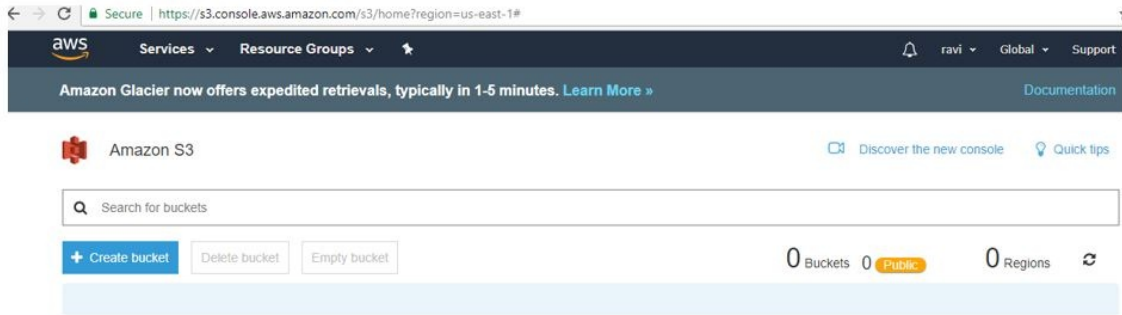 Secure | https://s3.console.aws.amazon.com/s3/home?region=us-east-1#
aws Services Resource Groups ravi Global Support
Amazon Glacier now offers expedited retrievals, typically in 1-5 minutes. Learn More » Documentation
Amazon S3 Discover the new console Quick tips
Search for buckets
+ Create bucket Delete bucket Empty bucket 0 Buckets 0 Public 0 Regions